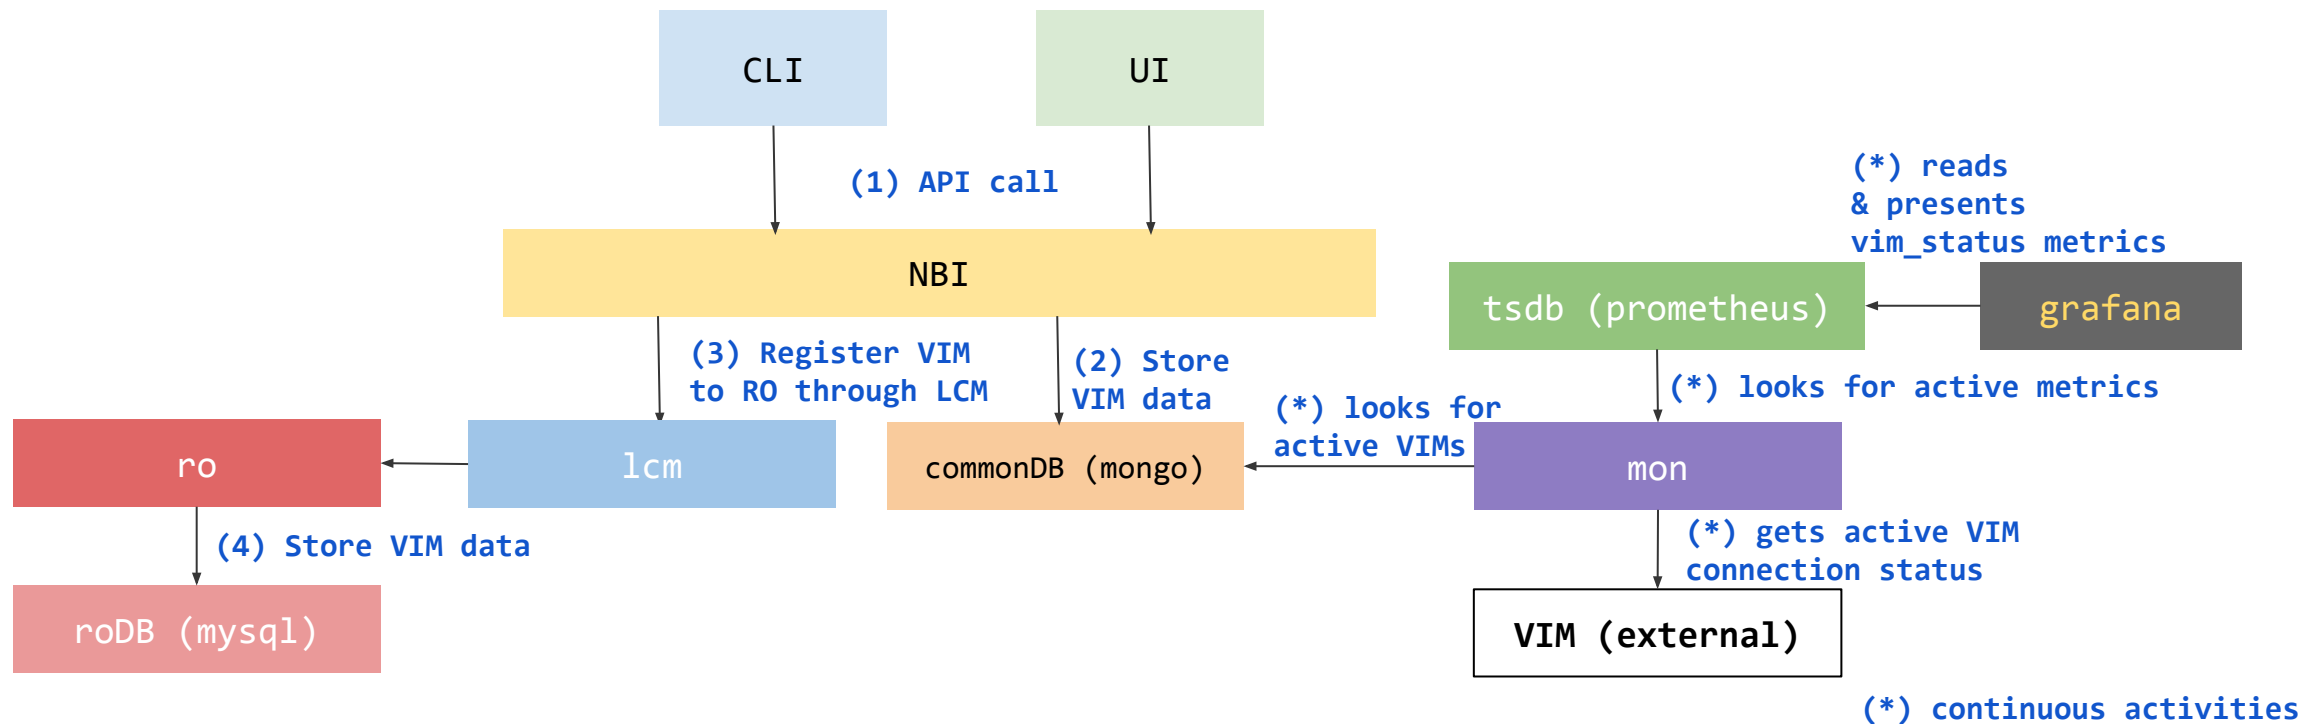 CLI
UI
(1) API call
(*) reads
& presents
vim_status metrics
NBI
tsdb (prometheus)
grafana
(3) Register VIM
to RO through LCM
(2) Store
VIM data
(*) looks for active metrics
(*) looks for
active VIMs
ro
lcm
commonDB (mongo)
mon
(4) Store VIM data
(*) gets active VIM
connection status
roDB (mysql)
VIM (external)
(*) continuous activities